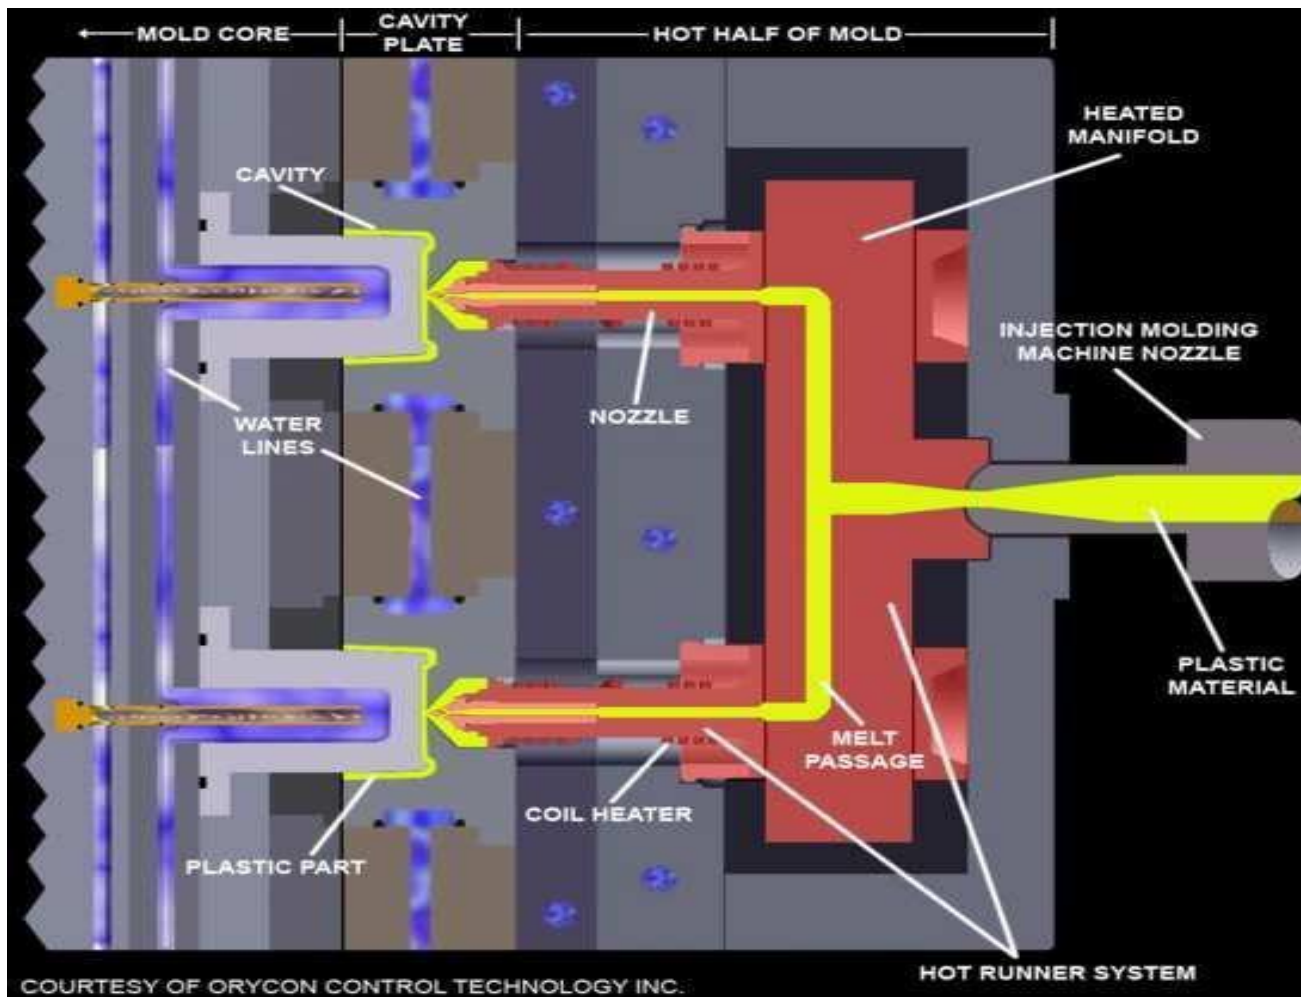 MOLD CORE
CAVITY
PLATE
HOT HALF OF MOLD
HEATED
MANIFOLD
CAVITY
INJECTION MOLDING
MACHINE NOZZLE
NOZZLE
WATER
LINES
PLASTIC
MATERIAL
MELT
PASSAGE
COIL HEATER
PLASTIC PART
HOT RUNNER SYSTEM
COURTESY OF ORYCON CONTROL TECHNOLOGY INC.